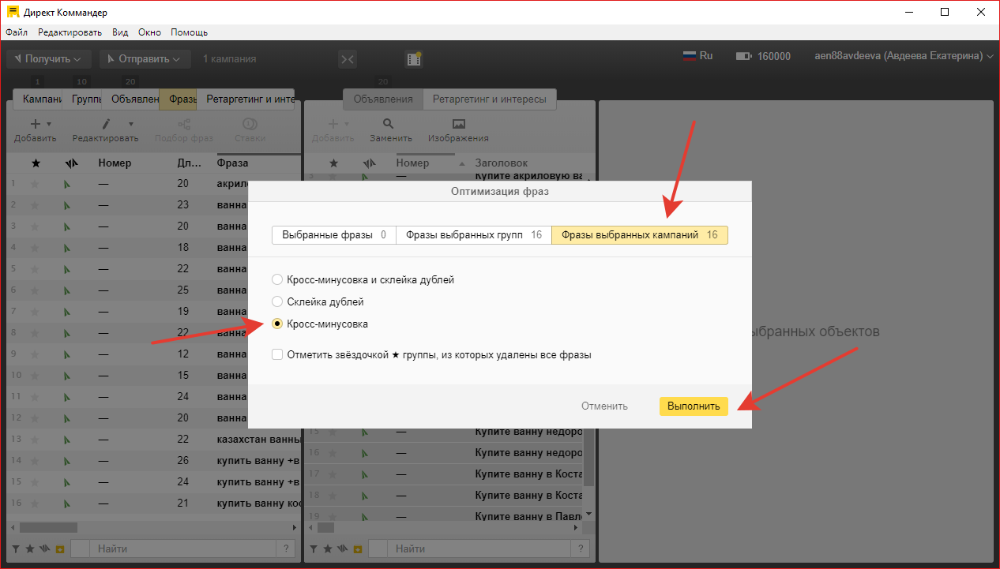 Директ Коммандер
Файл Редактировать Вид Окно Помощь
Получить Отправить 1 кампания Ru 160000 aen88avdeeva (Авдеева Екатерина)
1 10 20 20
Кампани Группы Объявлен Фразы Ретаргетинг и инте Объявления Ретаргетинг и интересы
Добавить Редактировать Подбор фраз Ставки Добавить Заменить Изображения
Номер Дл... Фраза Номер Заголовок
1 — 20 акрил
Купите акриловую ва
2 — 23 ванна
3 — 20 ванна
4 — 18 ванна
5 — 22 ванна
6 — 25 ванна
7 — 19 ванна
8 — 22 ванна
9 — 12 ванна
10 — 15 ванна
11 — 24 ванна
12 — 20 ванна
13 — 22 казахстан ванны
14 — 26 купить ванну +в
15 — 24 купить ванну +в
16 — 21 купить ванну кос
Оптимизация фраз
Выбранные фразы 0 Фразы выбранных групп 16 Фразы выбранных кампаний 16
Кросс-минусовка и склейка дублей
Склейка дублей
Кросс-минусовка
Отметить звёздочкой ★ группы, из которых удалены все фразы
Отменить Выполнить
ыбранных объектов
15 — Купите ванну недоро
16 — Купите ванну недоро
17 — Купите ванну в Коста
18 — Купите ванну в Коста
19 — Купите ванну в Павл
Найти ? Найти ?